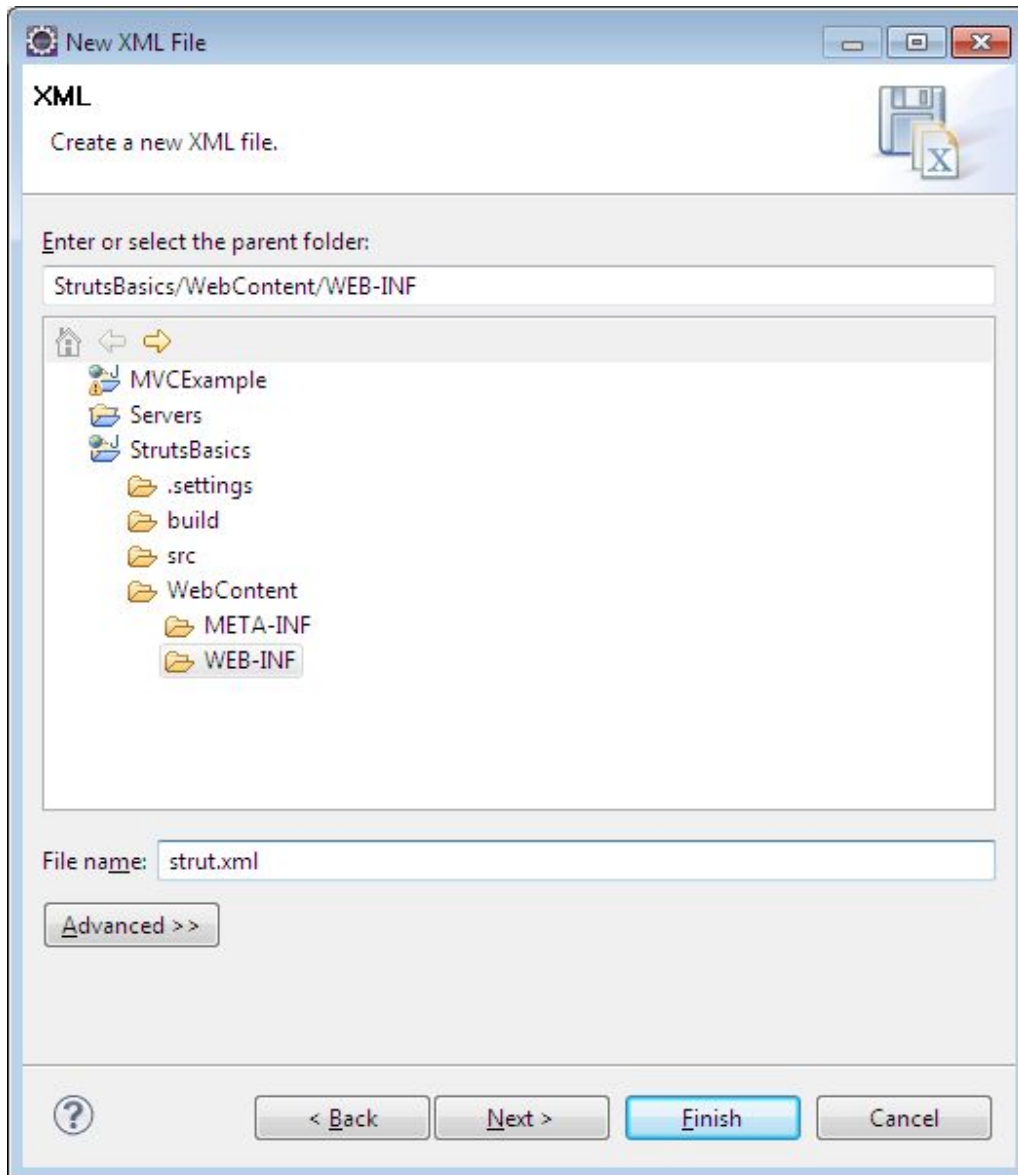 New XML File
XML
Create a new XML file.
X
Enter or select the parent folder:
StrutsBasics/WebContent/WEB-INF
MVCExample
Servers
StrutsBasics
.settings
build
src
WebContent
META-INF
WEB-INF
File name: strut.xml
Advanced >>
? < Back Next > Finish Cancel